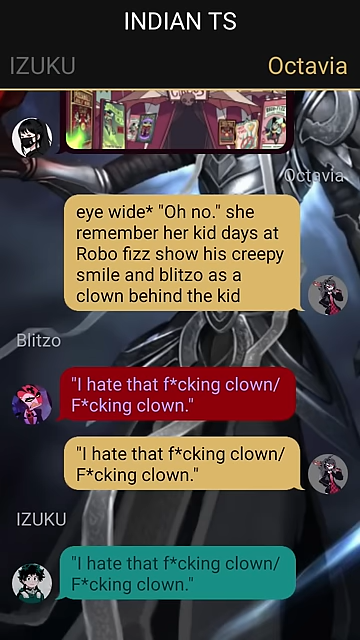 INDIAN TS
IZUKU
Octavia
Octavia
eye wide* "Oh no." she
remember her kid days at
Robo fizz show his creepy
smile and blitzo as a
clown behind the kid
Blitzo
"I hate that f*cking clown/
F*cking clown."
"I hate that f*cking clown/
F*cking clown."
IZUKU
"I hate that f*cking clown/
F*cking clown."